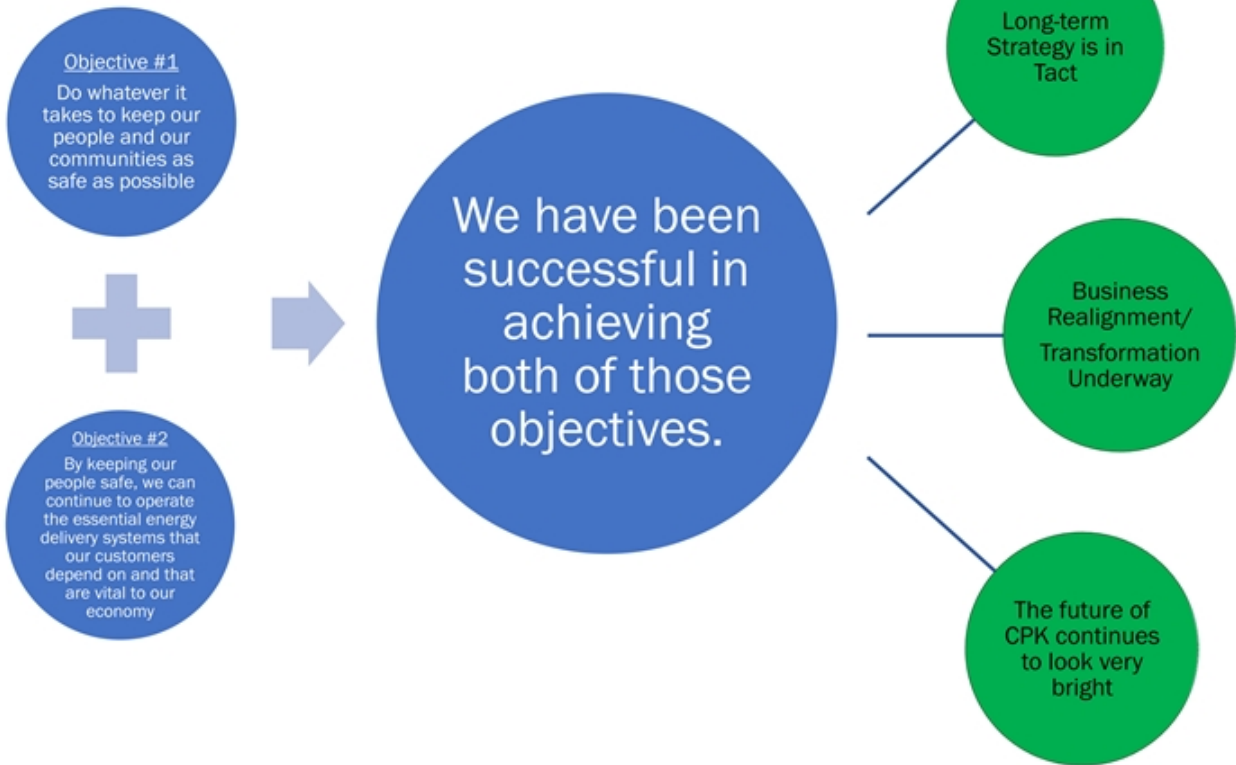 Objective #1
Do whatever it
takes to keep our
people and our
communities as
safe as possible
Objective #2
By keeping our
people safe, we can
continue to operate
the essential energy
delivery systems that
our customers
depend on and that
are vital to our
economy
We have been
successful in
achieving
both of those
objectives.
Long-term
Strategy is in
Tact
Business
Realignment/
Transformation
Underway
The future of
CPK continues
to look very
bright